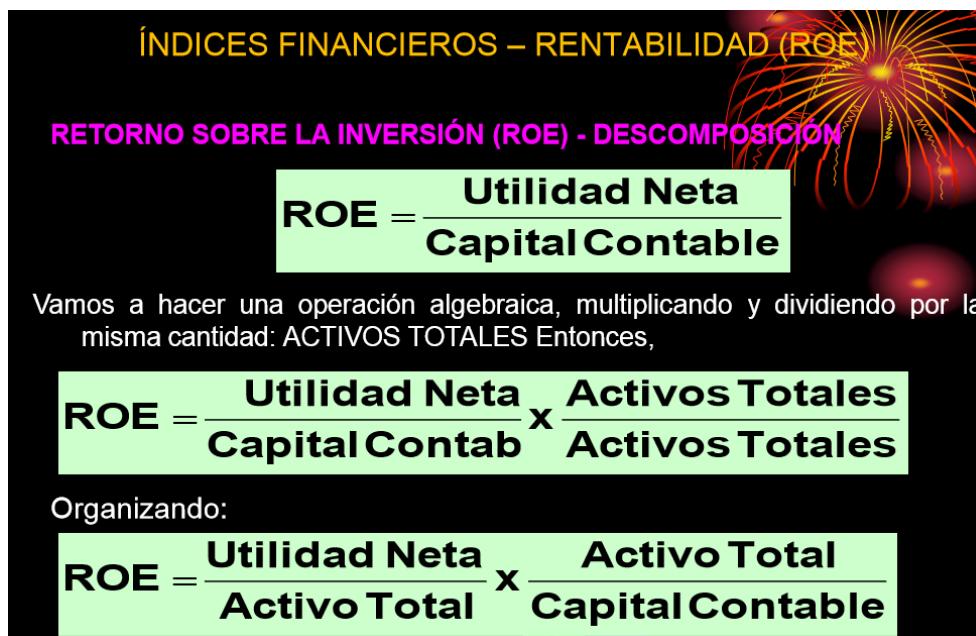 ÍNDICES FINANCIEROS – RENTABILIDAD (ROE)
RETORNO SOBRE LA INVERSIÓN (ROE) - DESCOMPOSICIÓN
ROE = Utilidad Neta / Capital Contable
Vamos a hacer una operación algebraica, multiplicando y dividiendo por la
misma cantidad: ACTIVOS TOTALES Entonces,
ROE = Utilidad Neta / Capital Contab x Activos Totales / Activos Totales
Organizando:
ROE = Utilidad Neta / Activo Total x Activo Total / Capital Contable